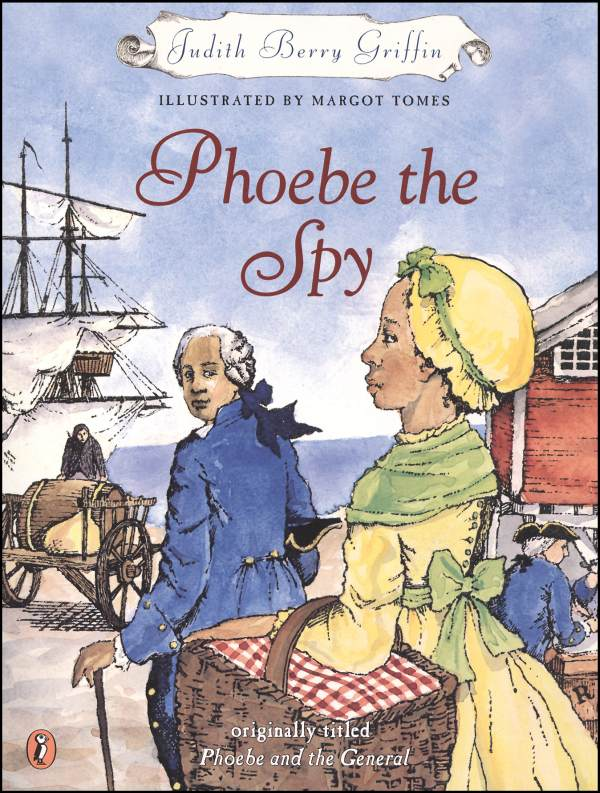 Judith Berry Griffin
ILLUSTRATED BY MARGOT TOMES
Phoebe the
Spy
originally titled
Phoebe and the General